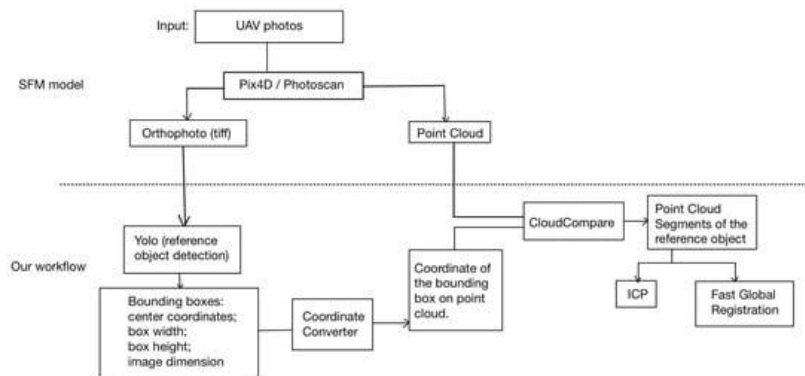 Input:
UAV photos
SFM model
Pix4D / Photoscan
Orthophoto (tiff)
Point Cloud
Our workflow
Yolo (reference
object detection)
Bounding boxes:
center coordinates;
box width;
box height;
image dimension
Coordinate
Converter
Coordinate of
the bounding
box on point
cloud.
CloudCompare
Point Cloud
Segments of the
reference object
ICP
Fast Global
Registration